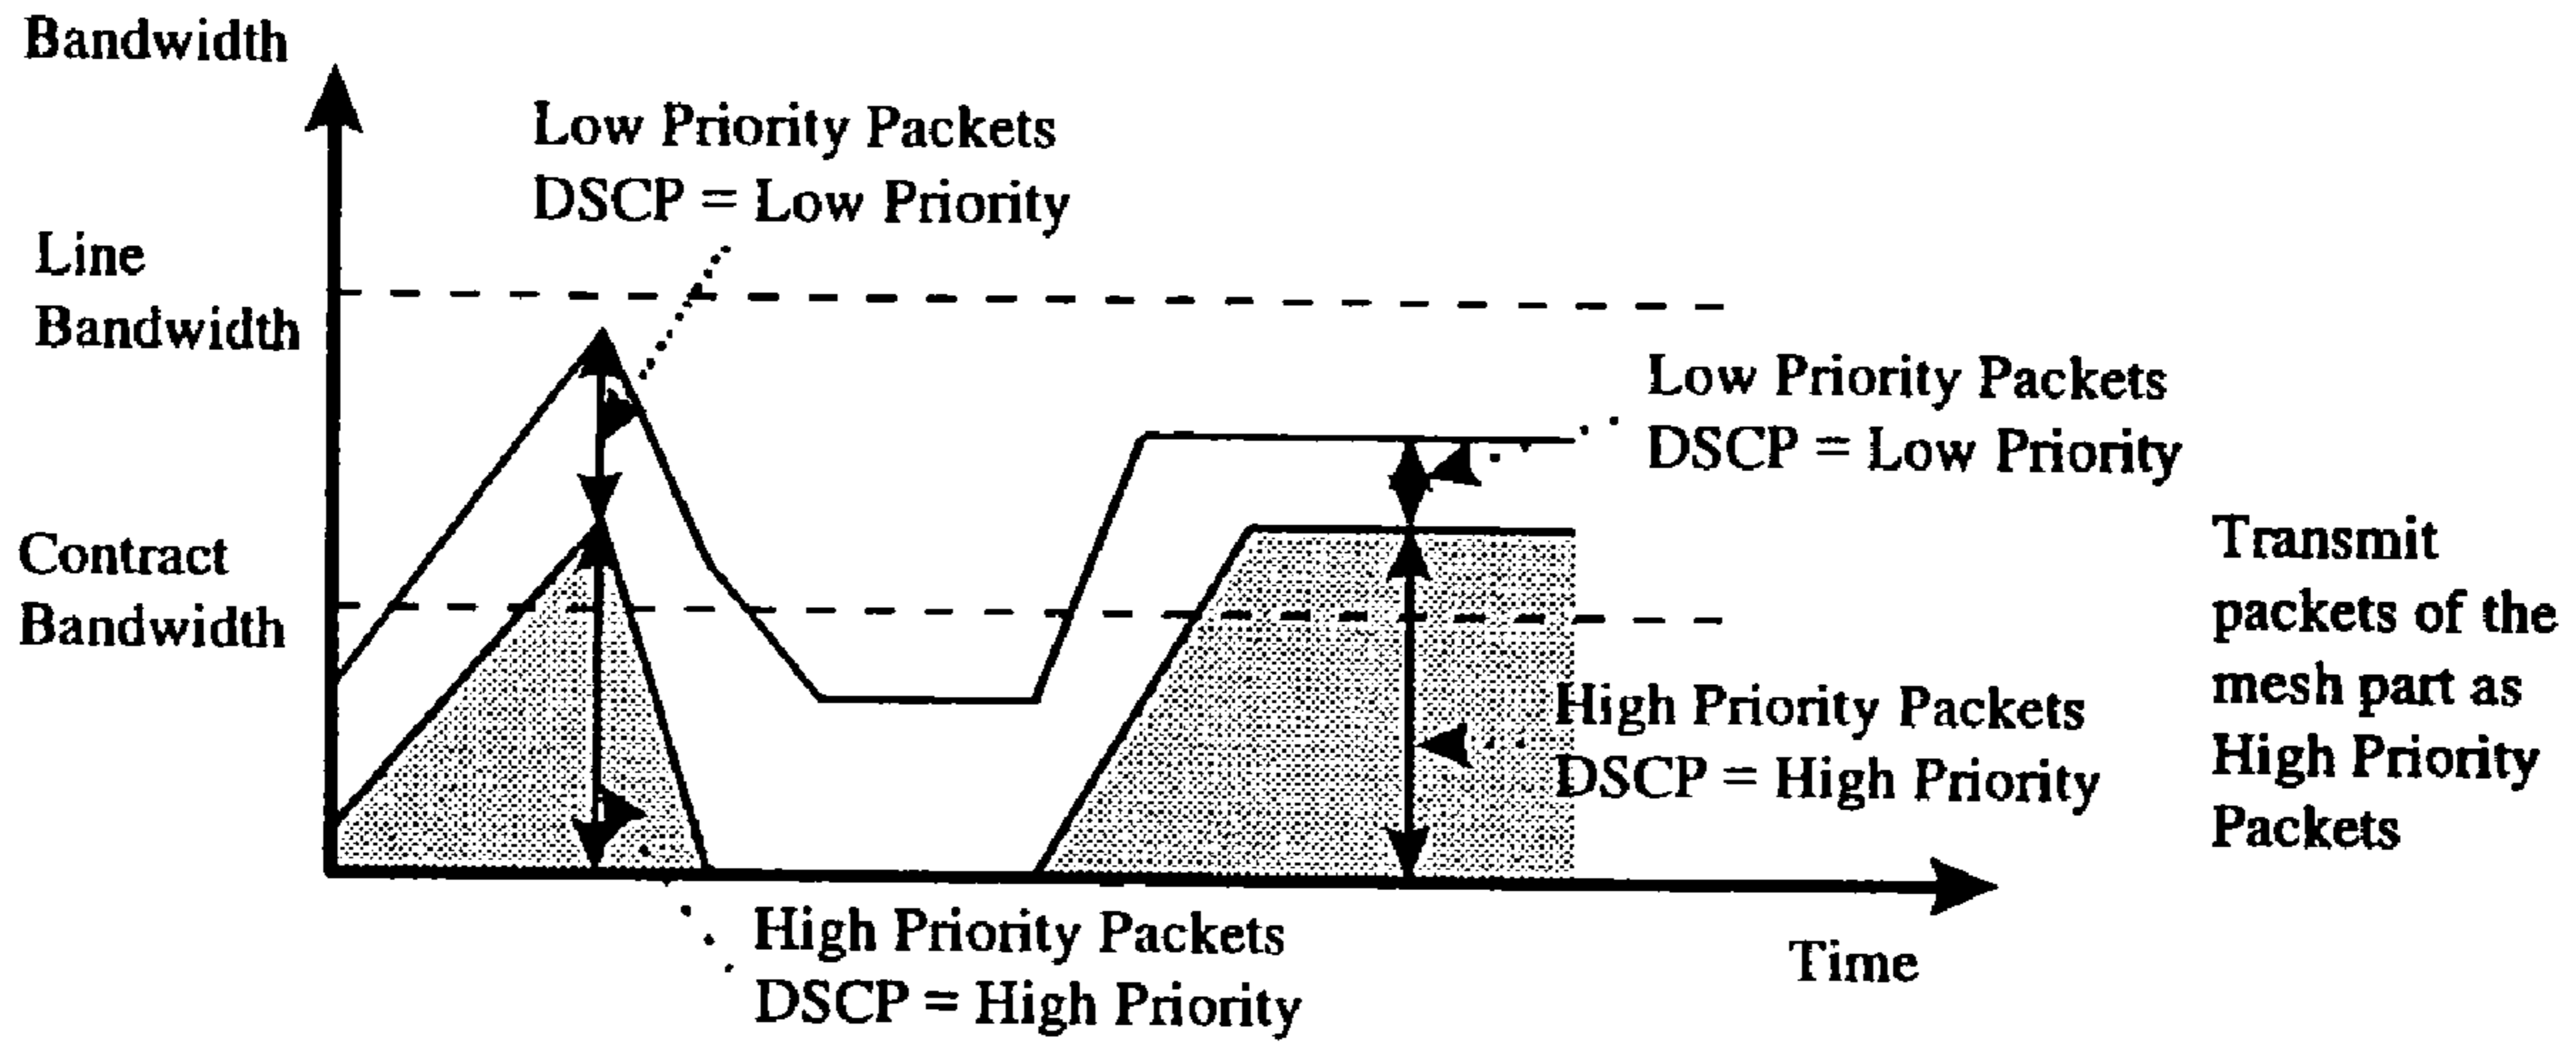 Bandwidth
Low Priority Packets
DSCP = Low Priority
Line
Bandwidth
Low Priority Packets
DSCP = Low Priority
Contract
Bandwidth
High Priority Packets
DSCP = High Priority
Transmit
packets of the
mesh part as
High Priority
Packets
High Priority Packets
DSCP = High Priority
Time